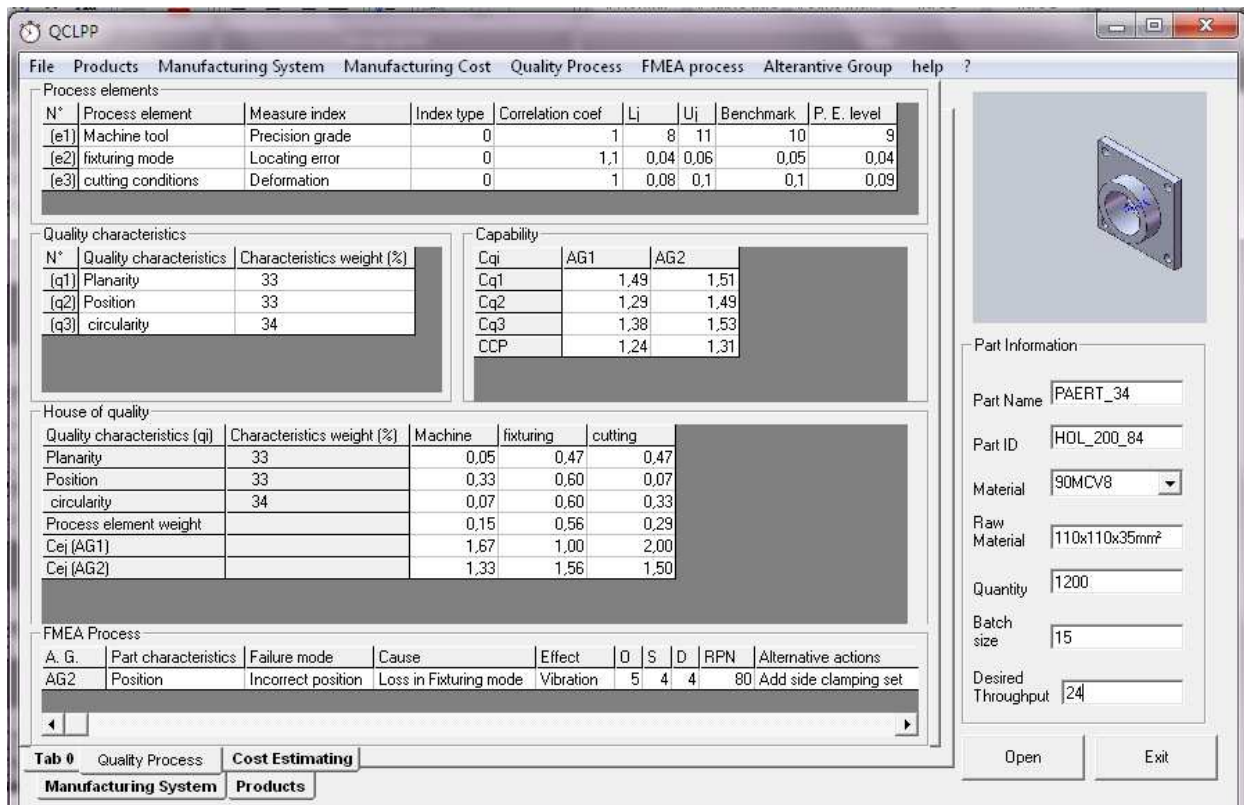 QCLPP
File Products Manufacturing System Manufacturing Cost Quality Process FMEA process Alterantive Group help ?
Process elements
N° Process element Measure index Index type Correlation coef Lj Uj Benchmark P. E. level
(e1) Machine tool Precision grade 0 1 8 11 10 9
(e2) fixturing mode Locating error 0 1,1 0,04 0,06 0,05 0,04
(e3) cutting conditions Deformation 0 1 0,08 0,1 0,1 0,09
Quality characteristics
N° Quality characteristics Characteristics weight (%)
(q1) Planarity 33
(q2) Position 33
(q3) circularity 34
Capability
Cqi AG1 AG2
Cq1 1,49 1,51
Cq2 1,29 1,49
Cq3 1,38 1,53
CCP 1,24 1,31
House of quality
Quality characteristics (qi) Characteristics weight (%) Machine fixturing cutting
Planarity 33 0,05 0,47 0,47
Position 33 0,33 0,60 0,07
circularity 34 0,07 0,60 0,33
Process element weight 0,15 0,56 0,29
Cej (AG1) 1,67 1,00 2,00
Cej (AG2) 1,33 1,56 1,50
FMEA Process
A. G. Part characteristics Failure mode Cause Effect O S D RPN Alternative actions
AG2 Position Incorrect position Loss in Fixturing mode Vibration 5 4 4 80 Add side clamping set
Tab 0 Quality Process Cost Estimating
Manufacturing System Products
Part Information
Part Name PAERT_34
Part ID HOL_200_84
Material 90MCV8
Raw
Material 110x110x35mm²
Quantity 1200
Batch
size 15
Desired
Throughput 24
Open Exit